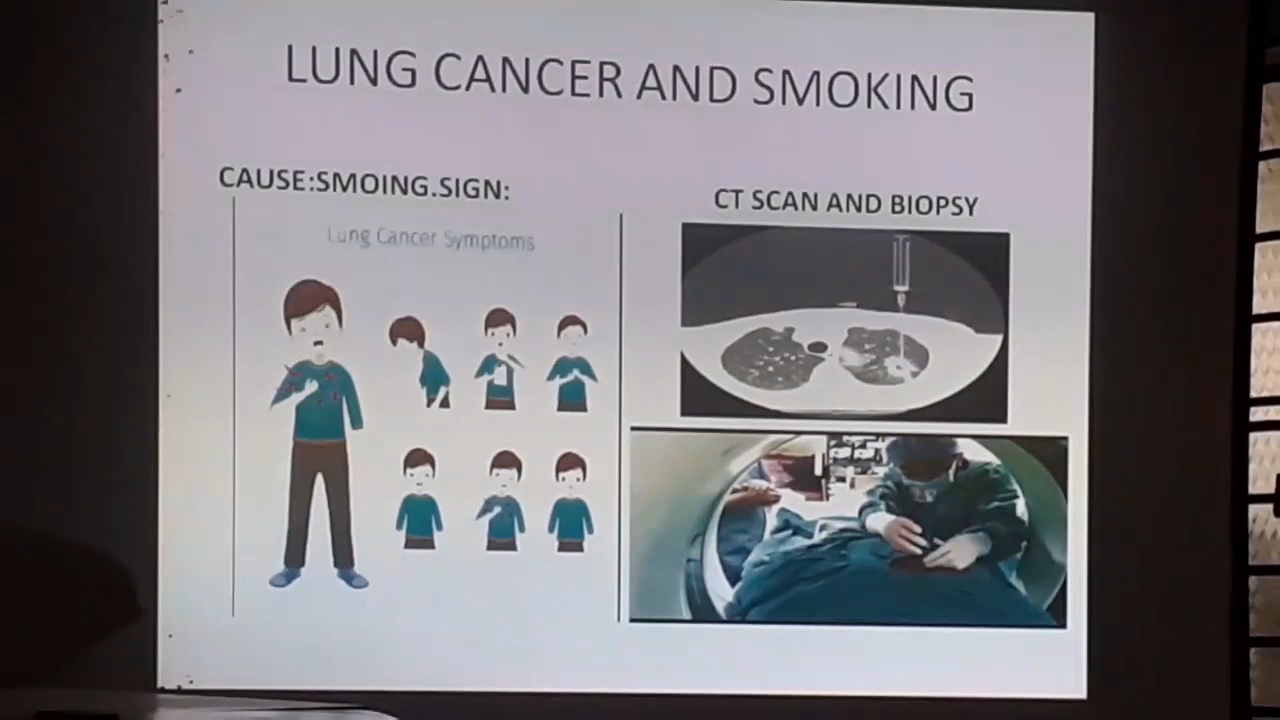 LUNG CANCER AND SMOKING
CAUSE:SMOING.SIGN:
Lung Cancer Symptoms
CT SCAN AND BIOPSY